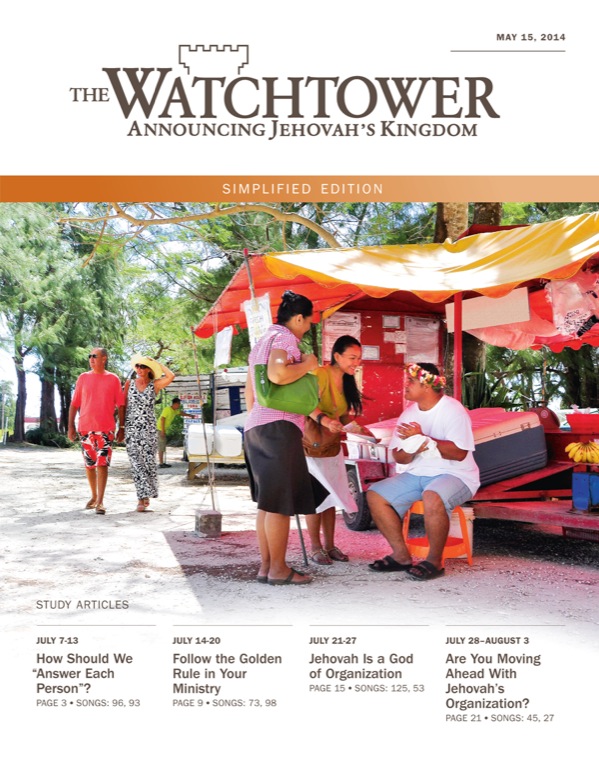 MAY 15, 2014
THE WATCHTOWER
ANNOUNCING JEHOVAH'S KINGDOM
SIMPLIFIED EDITION
STUDY ARTICLES
JULY 7-13
How Should We
“Answer Each
Person”?
PAGE 3 • SONGS: 96, 93
JULY 14-20
Follow the Golden
Rule in Your
Ministry
PAGE 9 • SONGS: 73, 98
JULY 21-27
Jehovah Is a God
of Organization
PAGE 15 • SONGS: 125, 53
JULY 28–AUGUST 3
Are You Moving
Ahead With
Jehovah’s
Organization?
PAGE 21 • SONGS: 45, 27